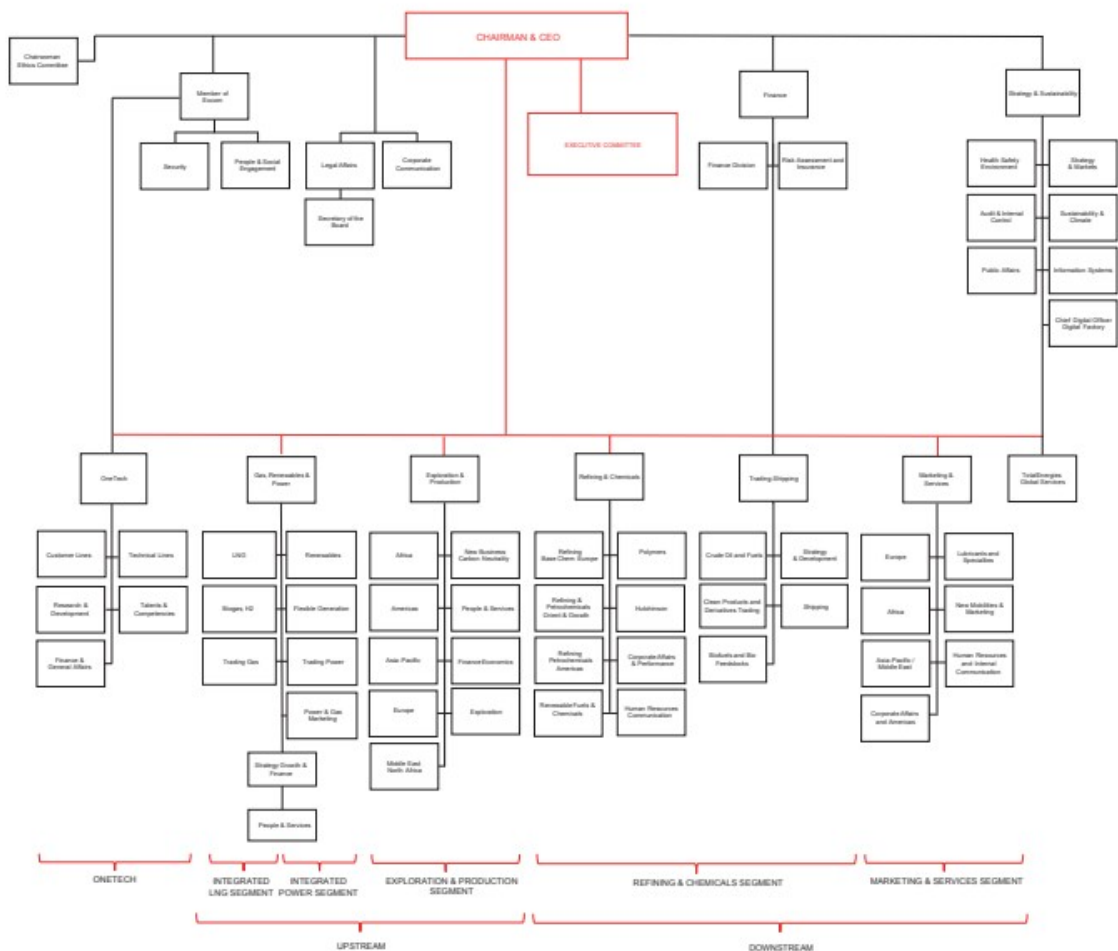 CHAIRMAN & CEO
Chairwoman
Ethics Committee
Member of
Excom
Finance
Strategy & Sustainability
EXECUTIVE COMMITTEE
Security
People & Social
Engagement
Legal Affairs
Corporate
Communication
Secretary of the
Board
Finance Division
Risk Assessment and
Insurance
Health Safety
Environment
Strategy
& Markets
Audit & Internal
Control
Sustainability &
Climate
Public Affairs
Information Systems
Chief Digital Officer
Digital Factory
OneTech
Gas, Renewables &
Power
Exploration &
Production
Refining & Chemicals
Trading-Shipping
Marketing &
Services
TotalEnergies
Global Services
Customer Lines
Technical Lines
Research &
Development
Talents &
Competencies
Finance &
General Affairs
LNG
Renewables
Biogas, H2
Flexible Generation
Trading Gas
Trading Power
Power & Gas
Marketing
Strategy Growth &
Finance
People & Services
Africa
New Business
Carbon Neutrality
Americas
People & Services
Asia-Pacific
Finance Economics
Europe
Exploration
Middle East
North Africa
Refining
Base Chem. Europe
Polymers
Refining &
Petrochemicals
Orient & Growth
Hutchinson
Refining
Petrochemicals
Americas
Corporate Affairs
& Performance
Renewable Fuels &
Chemicals
Human Resources
Communication
Crude Oil and Fuels
Strategy
& Development
Clean Products and
Derivatives Trading
Shipping
Biofuels and Bio
Feedstocks
Europe
Lubricants and
Specialties
Africa
New Mobilities &
Marketing
Asia-Pacific /
Middle East
Human Resources
and Internal
Communication
Corporate Affairs
and Americas
ONETECH
INTEGRATED
LNG SEGMENT
INTEGRATED
POWER SEGMENT
EXPLORATION & PRODUCTION
SEGMENT
REFINING & CHEMICALS SEGMENT
MARKETING & SERVICES SEGMENT
UPSTREAM
DOWNSTREAM